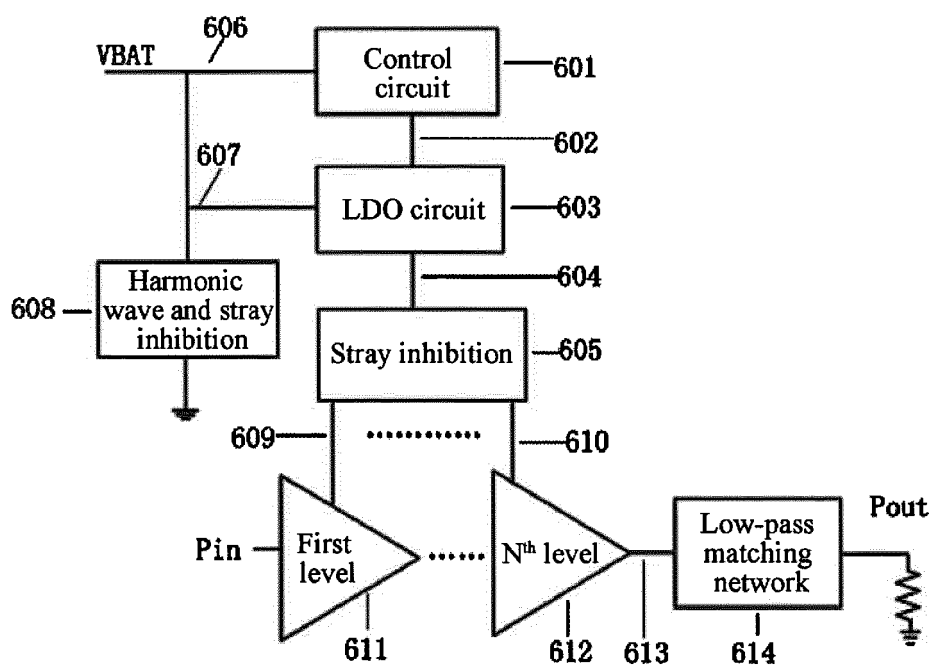 606
VBAT
Control
circuit
601
602
607
LDO circuit
603
604
Harmonic
wave and stray
inhibition
608
Stray inhibition
605
609
610
Pin
First
level
Nth level
Low-pass
matching
network
Pout
611
612
613
614